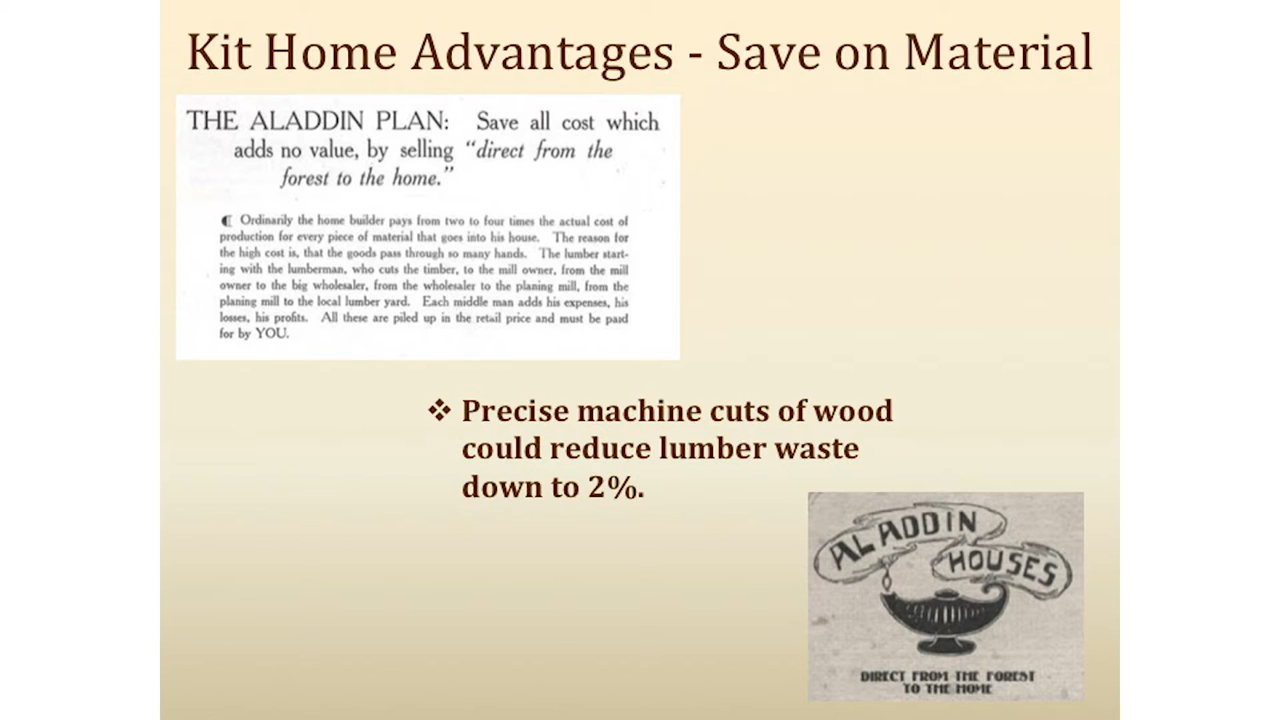 Kit Home Advantages - Save on Material
THE ALADDIN PLAN: Save all cost which
adds no value, by selling “direct from the
forest to the home.”
¶ Ordinarily the home builder pays from two to four times the actual cost of
production for every piece of material that goes into his house. The reason for
the high cost is, that the goods pass through so many hands. The lumber start-
ing with the lumberman, who cuts the timber, to the mill owner, from the mill
owner to the big wholesaler, from the wholesaler to the planing mill, from the
planing mill to the local lumber yard. Each middle man adds his expenses, his
losses, his profits. All these are piled up in the retail price and must be paid
for by YOU.
❖ Precise machine cuts of wood
could reduce lumber waste
down to 2%.
ALADDIN
HOUSES
DIRECT FROM THE FOREST
TO THE HOME